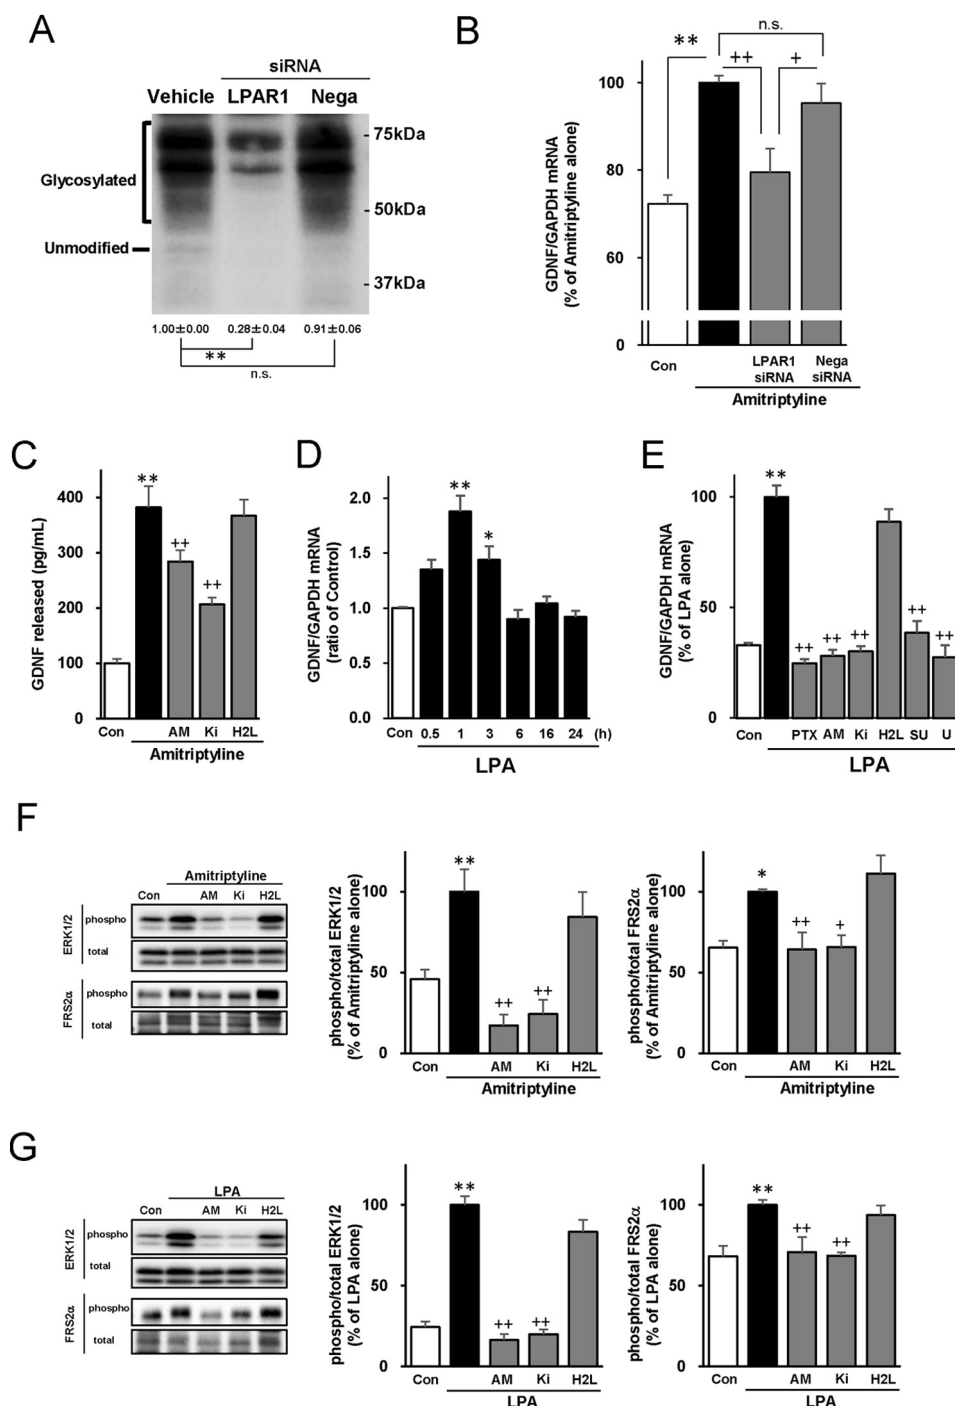 A
siRNA
Vehicle LPAR1 Nega
75kDa
Glycosylated
50kDa
Unmodified
37kDa
1.00±0.00 0.28±0.04 0.91±0.06
**
n.s.
B
n.s.
** ++ +
GDNF/GAPDH mRNA
(% of Amitriptyline alone)
100
80
60
0
Con LPAR1 siRNA Nega siRNA
Amitriptyline
C
GDNF released (pg/mL)
400
300
200
100
0
** ++ ++
Con AM Ki H2L
Amitriptyline
D
GDNF/GAPDH mRNA
(ratio of Control)
2.0
1.5
1.0
0.5
0.0
** *
Con 0.5 1 3 6 16 24 (h)
LPA
E
GDNF/GAPDH mRNA
(% of LPA alone)
100
50
0
** ++ ++ ++ ++ ++
Con PTX AM Ki H2L SU U
LPA
F
Amitriptyline
Con AM Ki H2L
ERK1/2
phospho
total
FRS2α
phospho
total
phospho/total ERK1/2
(% of Amitriptyline alone)
100
50
0
** ++ ++
Con AM Ki H2L
Amitriptyline
phospho/total FRS2α
(% of Amitriptyline alone)
100
50
0
* ++ +
Con AM Ki H2L
Amitriptyline
G
LPA
Con AM Ki H2L
ERK1/2
phospho
total
FRS2α
phospho
total
phospho/total ERK1/2
(% of LPA alone)
100
50
0
** ++ ++
Con AM Ki H2L
LPA
phospho/total FRS2α
(% of LPA alone)
100
50
0
** ++ ++
Con AM Ki H2L
LPA